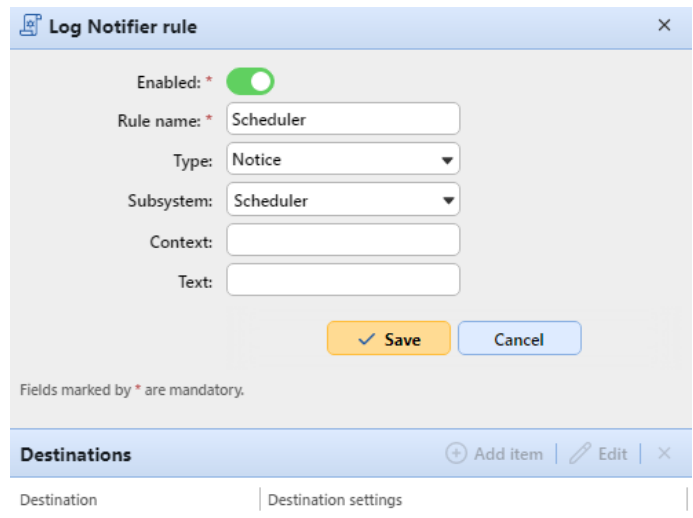 Log Notifier rule
Enabled: *
Rule name: * Scheduler
Type: Notice
Subsystem: Scheduler
Context:
Text:
Save Cancel
Fields marked by * are mandatory.
Destinations Add item Edit
Destination Destination settings